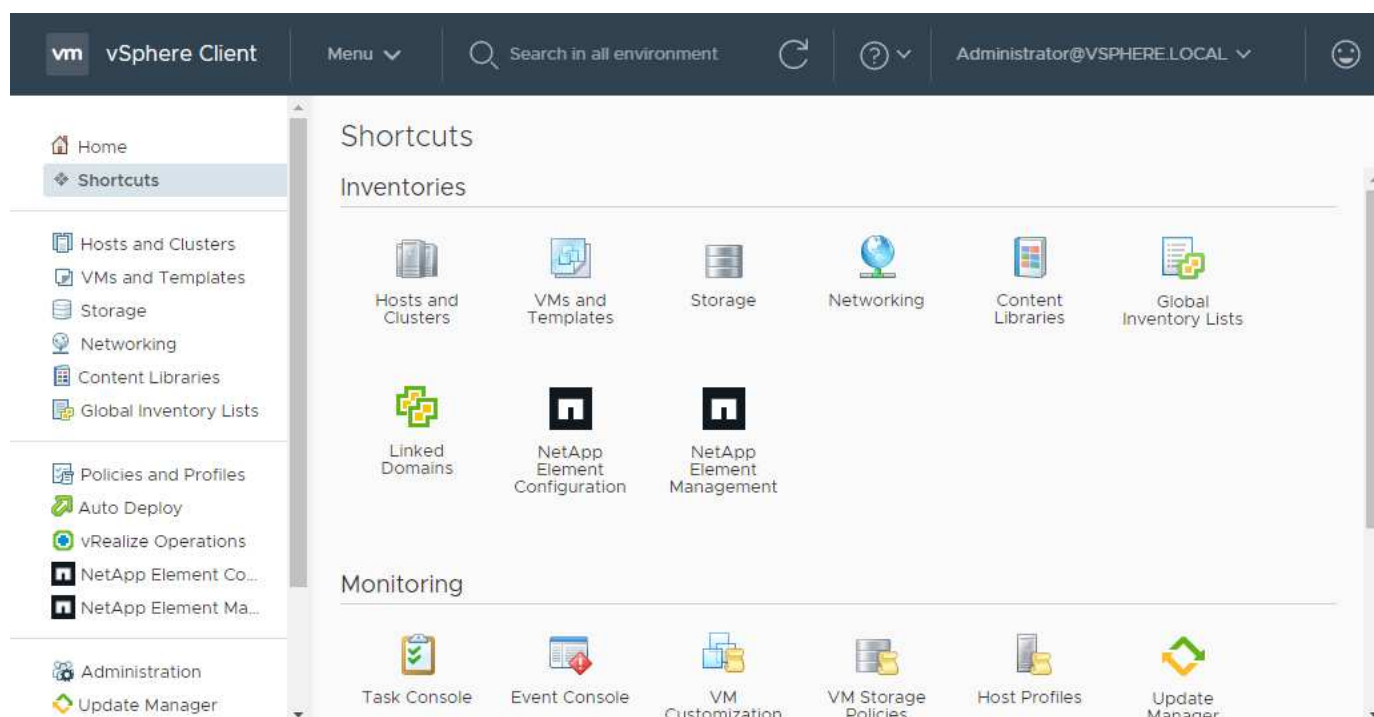 vm vSphere Client Menu Search in all environment Administrator@VSPHERE.LOCAL
Home
Shortcuts
Hosts and Clusters
VMs and Templates
Storage
Networking
Content Libraries
Global Inventory Lists
Policies and Profiles
Auto Deploy
vRealize Operations
NetApp Element Co...
NetApp Element Ma...
Administration
Update Manager
Shortcuts
Inventories
Hosts and
Clusters
VMs and
Templates
Storage
Networking
Content
Libraries
Global
Inventory Lists
Linked
Domains
NetApp
Element
Configuration
NetApp
Element
Management
Monitoring
Task Console
Event Console
VM
Customization
VM Storage
Policies
Host Profiles
Update
Manager